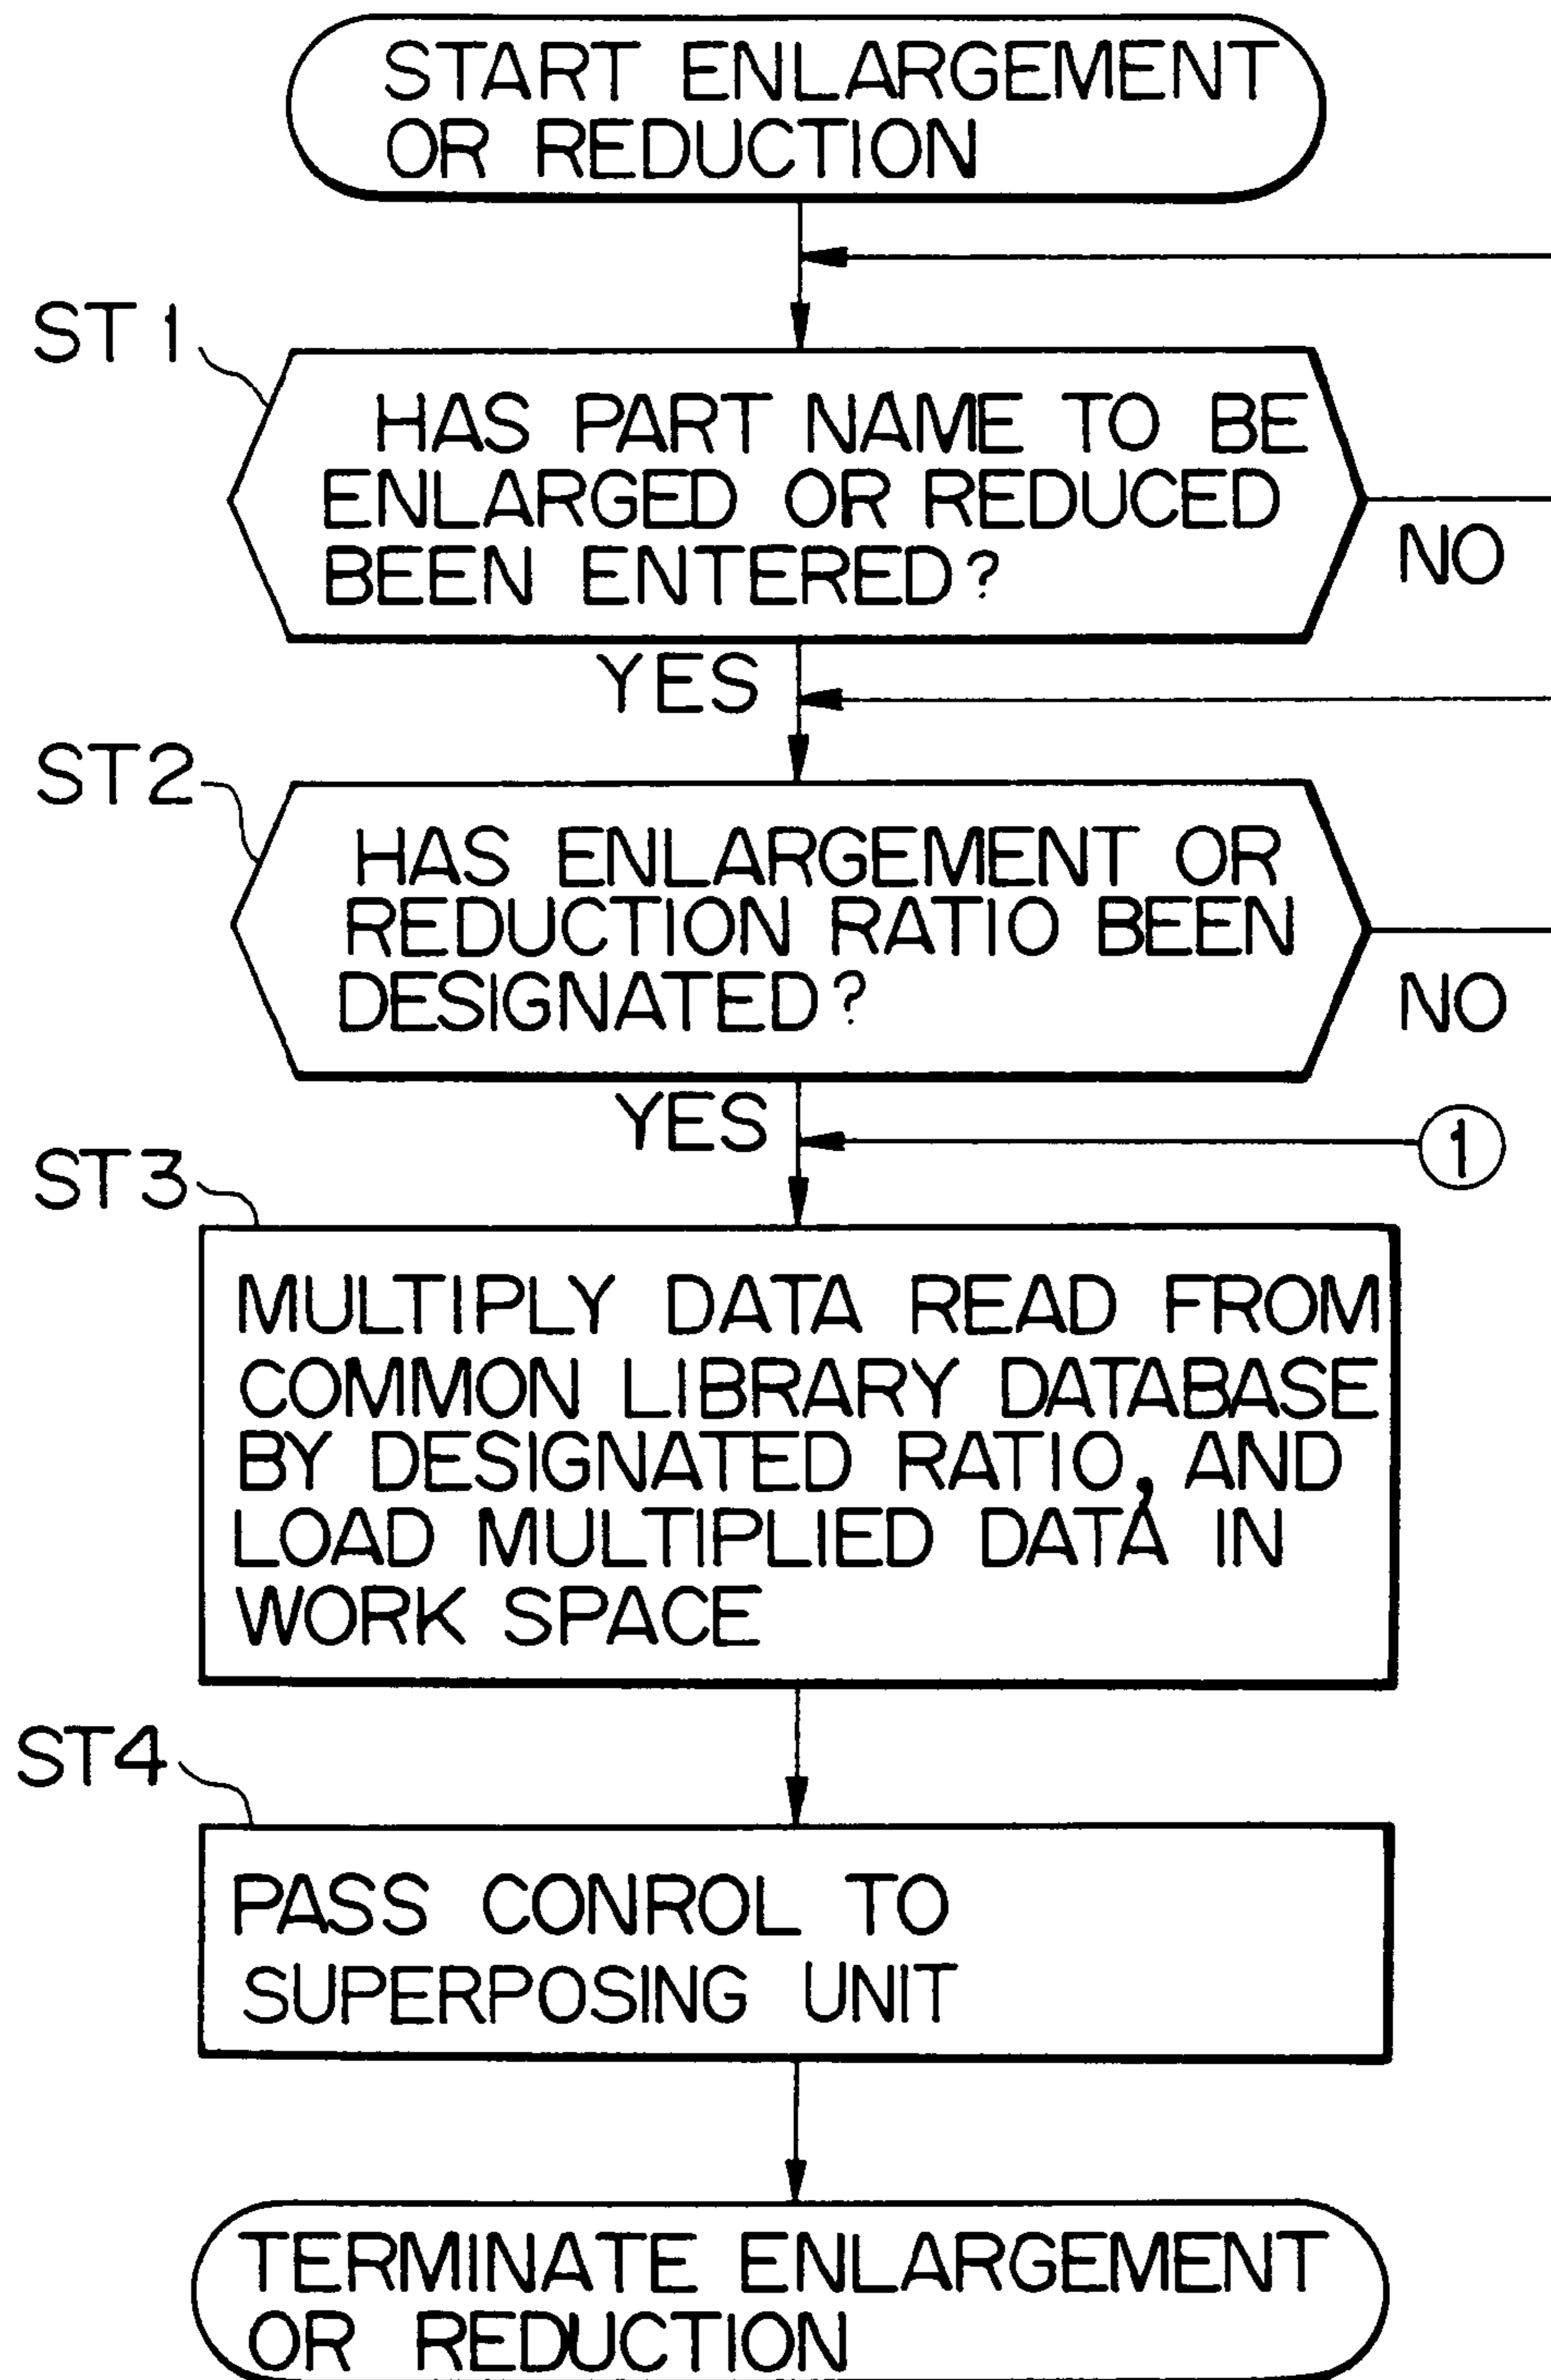 START ENLARGEMENT
OR REDUCTION
ST 1
HAS PART NAME TO BE
ENLARGED OR REDUCED
BEEN ENTERED?
NO
YES
ST2
HAS ENLARGEMENT OR
REDUCTION RATIO BEEN
DESIGNATED?
NO
YES
1
ST3
MULTIPLY DATA READ FROM
COMMON LIBRARY DATABASE
BY DESIGNATED RATIO, AND
LOAD MULTIPLIED DATA IN
WORK SPACE
ST4
PASS CONROL TO
SUPERPOSING UNIT
TERMINATE ENLARGEMENT
OR REDUCTION